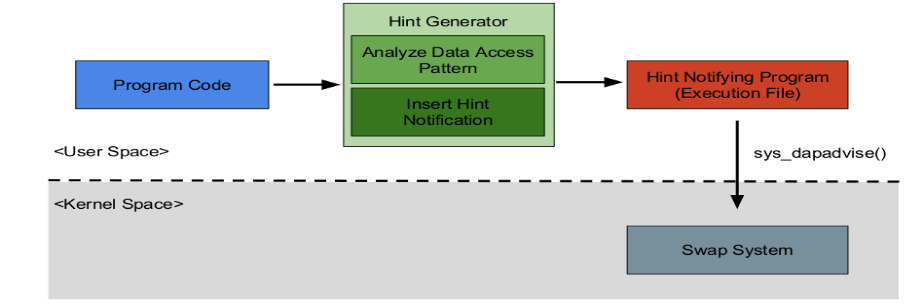 Hint Generator
Analyze Data Access
Pattern
Program Code
Hint Notifying Program
(Execution File)
Insert Hint
Notification
<User Space>
sys_dapadvise()
<Kernel Space>
Swap System